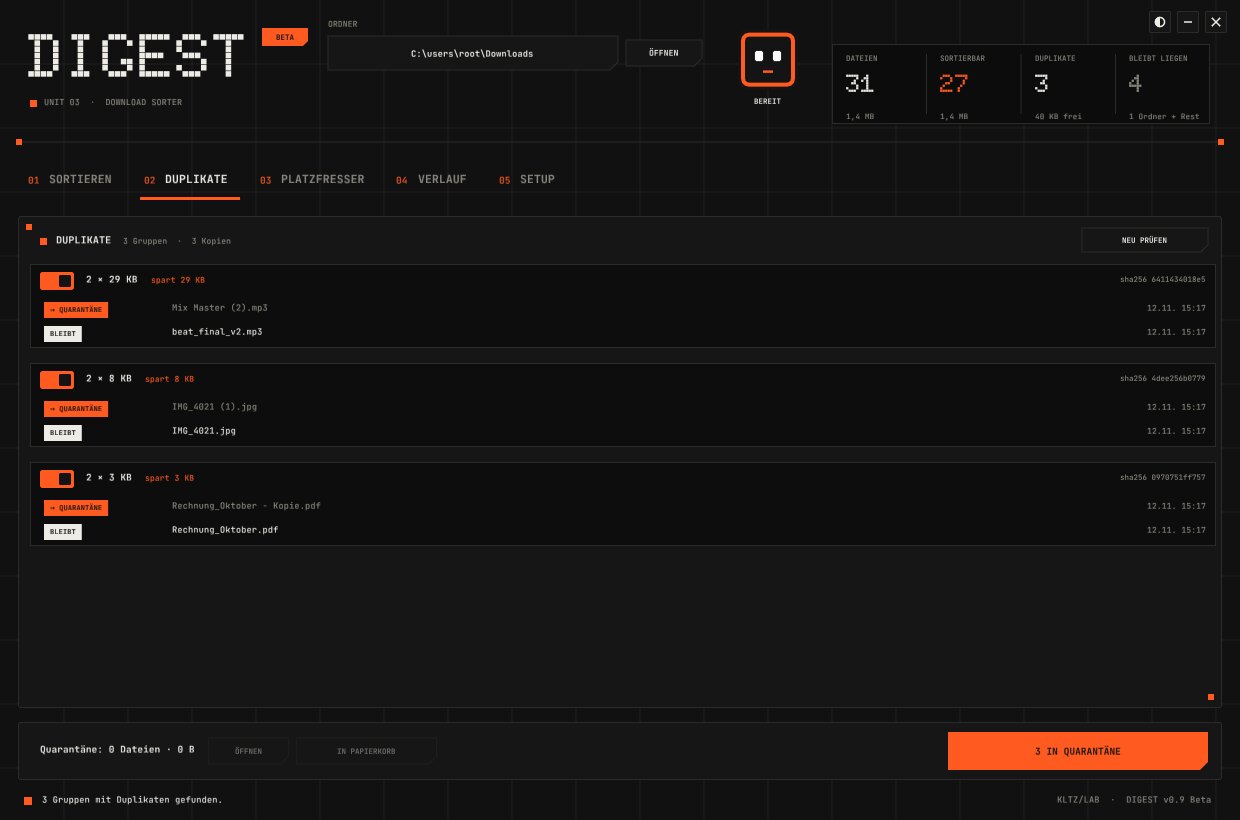 DIGEST
BETA
UNIT 03 · DOWNLOAD SORTER
ORDNER
C:\users\root\Downloads
ÖFFNEN
BEREIT
DATEIEN
31
1,4 MB
SORTIERBAR
27
1,4 MB
DUPLIKATE
3
40 KB frei
BLEIBT LIEGEN
4
1 Ordner + Rest
01 SORTIEREN
02 DUPLIKATE
03 PLATZFRESSER
04 VERLAUF
05 SETUP
DUPLIKATE 3 Gruppen · 3 Kopien
NEU PRÜFEN
2 × 29 KB spart 29 KB sha256 6411434018e5
→ QUARANTÄNE Mix Master (2).mp3 12.11. 15:17
BLEIBT beat_final_v2.mp3 12.11. 15:17
2 × 8 KB spart 8 KB sha256 4dee256b0779
→ QUARANTÄNE IMG_4021 (1).jpg 12.11. 15:17
BLEIBT IMG_4021.jpg 12.11. 15:17
2 × 3 KB spart 3 KB sha256 0970751ff757
→ QUARANTÄNE Rechnung_Oktober - Kopie.pdf 12.11. 15:17
BLEIBT Rechnung_Oktober.pdf 12.11. 15:17
Quarantäne: 0 Dateien · 0 B
ÖFFNEN
IN PAPIERKORB
3 IN QUARANTÄNE
3 Gruppen mit Duplikaten gefunden.
KLTZ/LAB · DIGEST v0.9 Beta